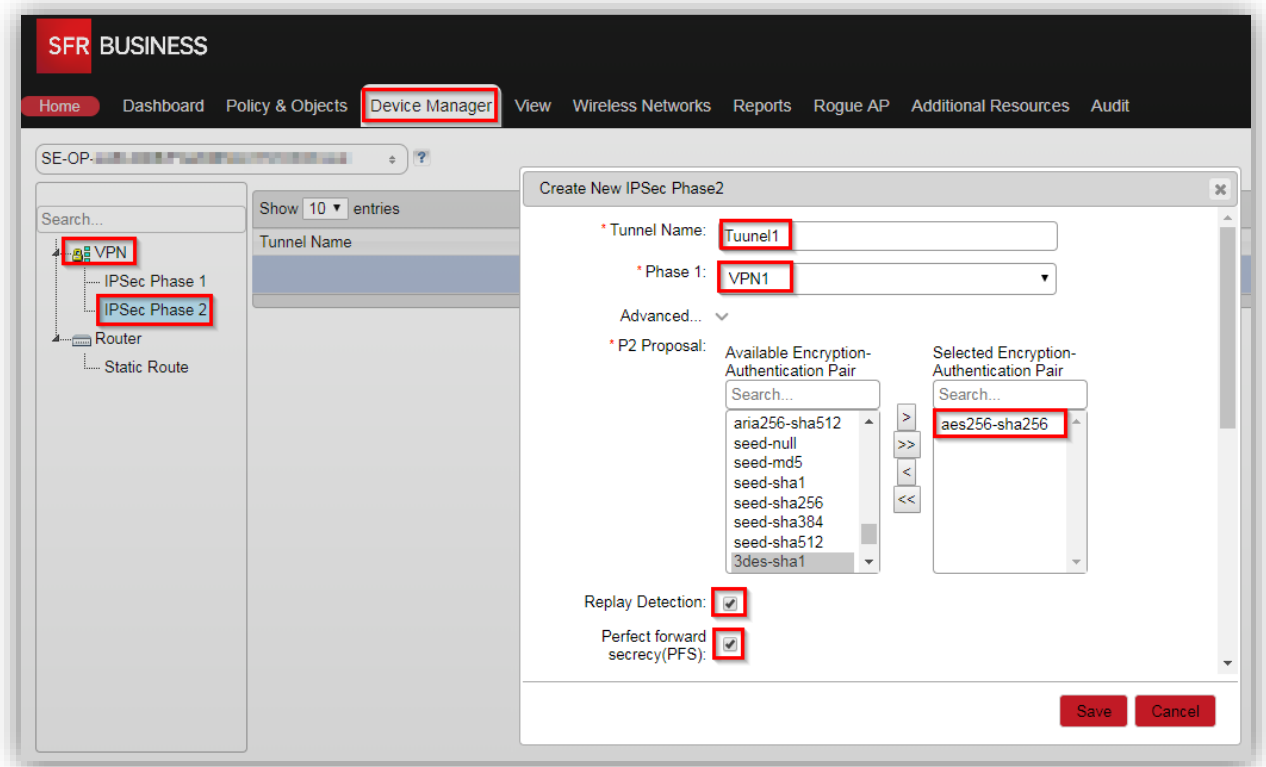 SFR BUSINESS
Home Dashboard Policy & Objects Device Manager View Wireless Networks Reports Rogue AP Additional Resources Audit
SE-OP-
?
Search...
VPN
IPSec Phase 1
IPSec Phase 2
Router
Static Route
Show 10 entries
Tunnel Name
Create New IPSec Phase2
* Tunnel Name: Tuunel1
* Phase 1: VPN1
Advanced...
* P2 Proposal:
Available Encryption-
Authentication Pair
Search...
aria256-sha512
seed-null
seed-md5
seed-sha1
seed-sha256
seed-sha384
seed-sha512
3des-sha1
>
>>
<
<<
Selected Encryption-
Authentication Pair
Search...
aes256-sha256
Replay Detection:
Perfect forward
secrecy(PFS):
Save Cancel